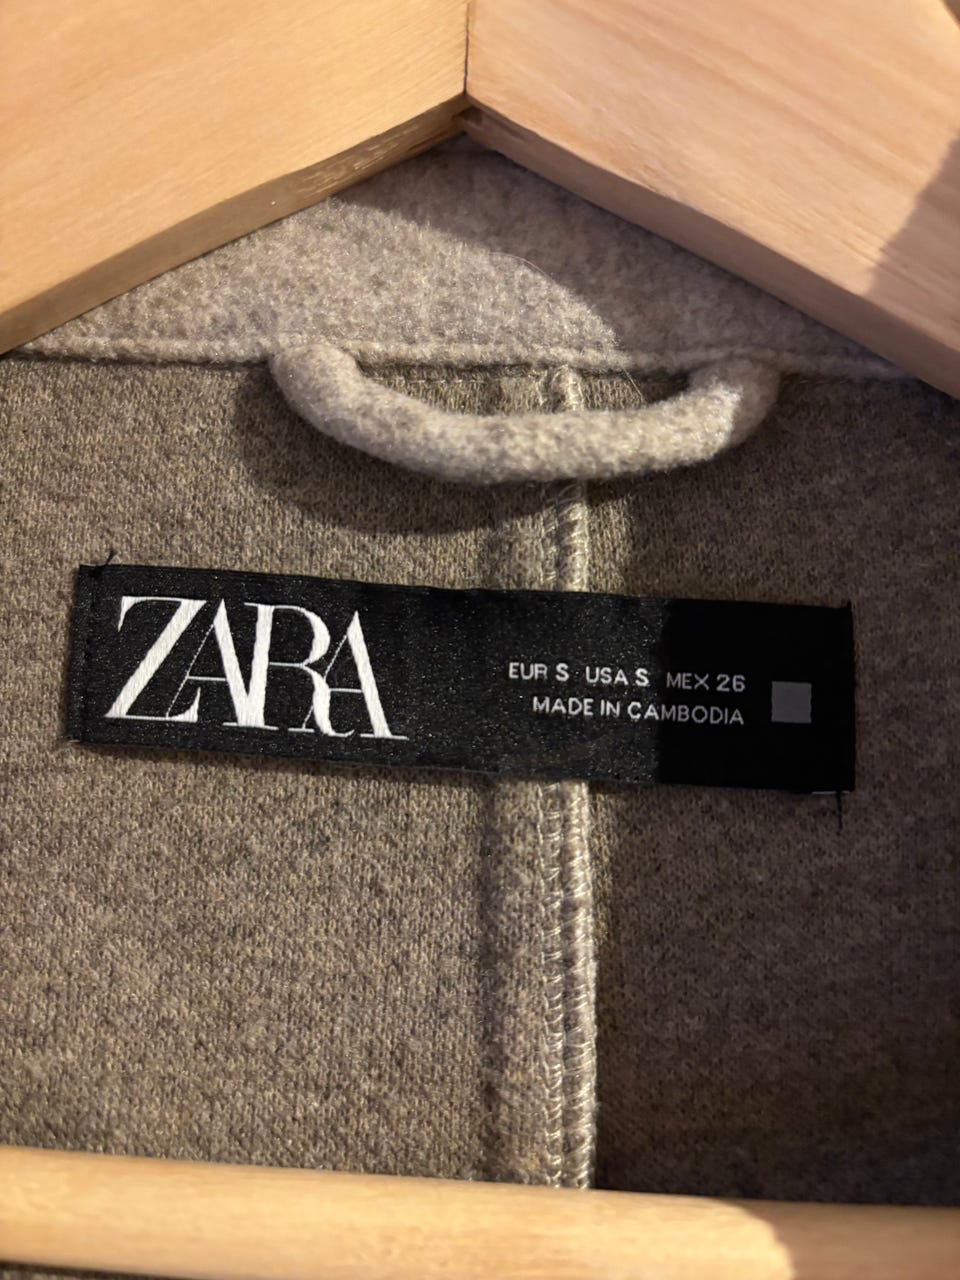 ZARA
EUR S USA S MEX 26
MADE IN CAMBODIA